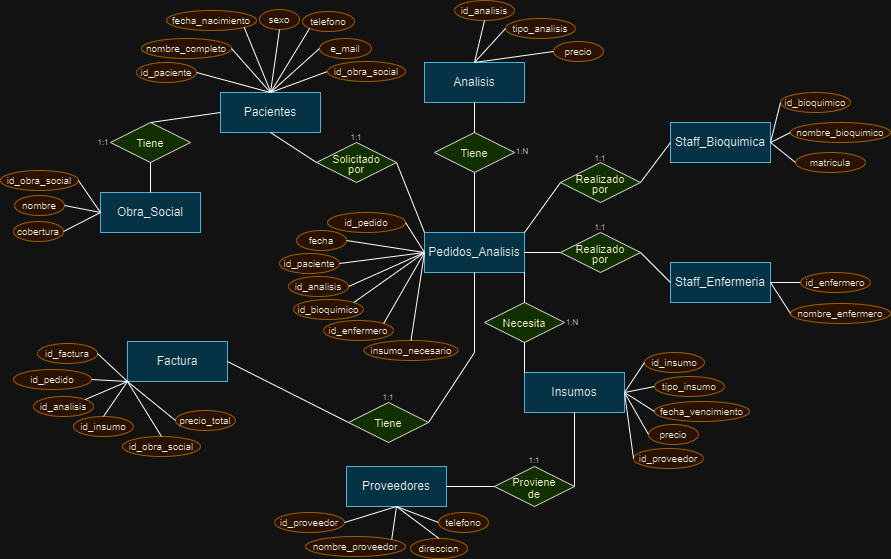 fecha_nacimiento
sexo
telefono
nombre_completo
e_mail
id_paciente
id_obra_social
Pacientes
id_analisis
tipo_analisis
precio
Analisis
id_bioquimico
nombre_bioquimico
matricula
Staff_Bioquimica
1:1
Tiene
1:1
Solicitado
por
Tiene
1:N
1:1
Realizado
por
id_obra_social
nombre
cobertura
Obra_Social
id_pedido
fecha
id_paciente
id_analisis
id_bioquimico
id_enfermero
insumo_necesario
Pedidos_Analisis
1:1
Realizado
por
Staff_Enfermeria
id_enfermero
nombre_enfermero
Necesita
1:N
Factura
id_factura
id_pedido
id_analisis
id_insumo
id_obra_social
precio_total
1:1
Tiene
Insumos
id_insumo
tipo_insumo
fecha_vencimiento
precio
id_proveedor
1:1
Proviene
de
Proveedores
id_proveedor
nombre_proveedor
telefono
direccion